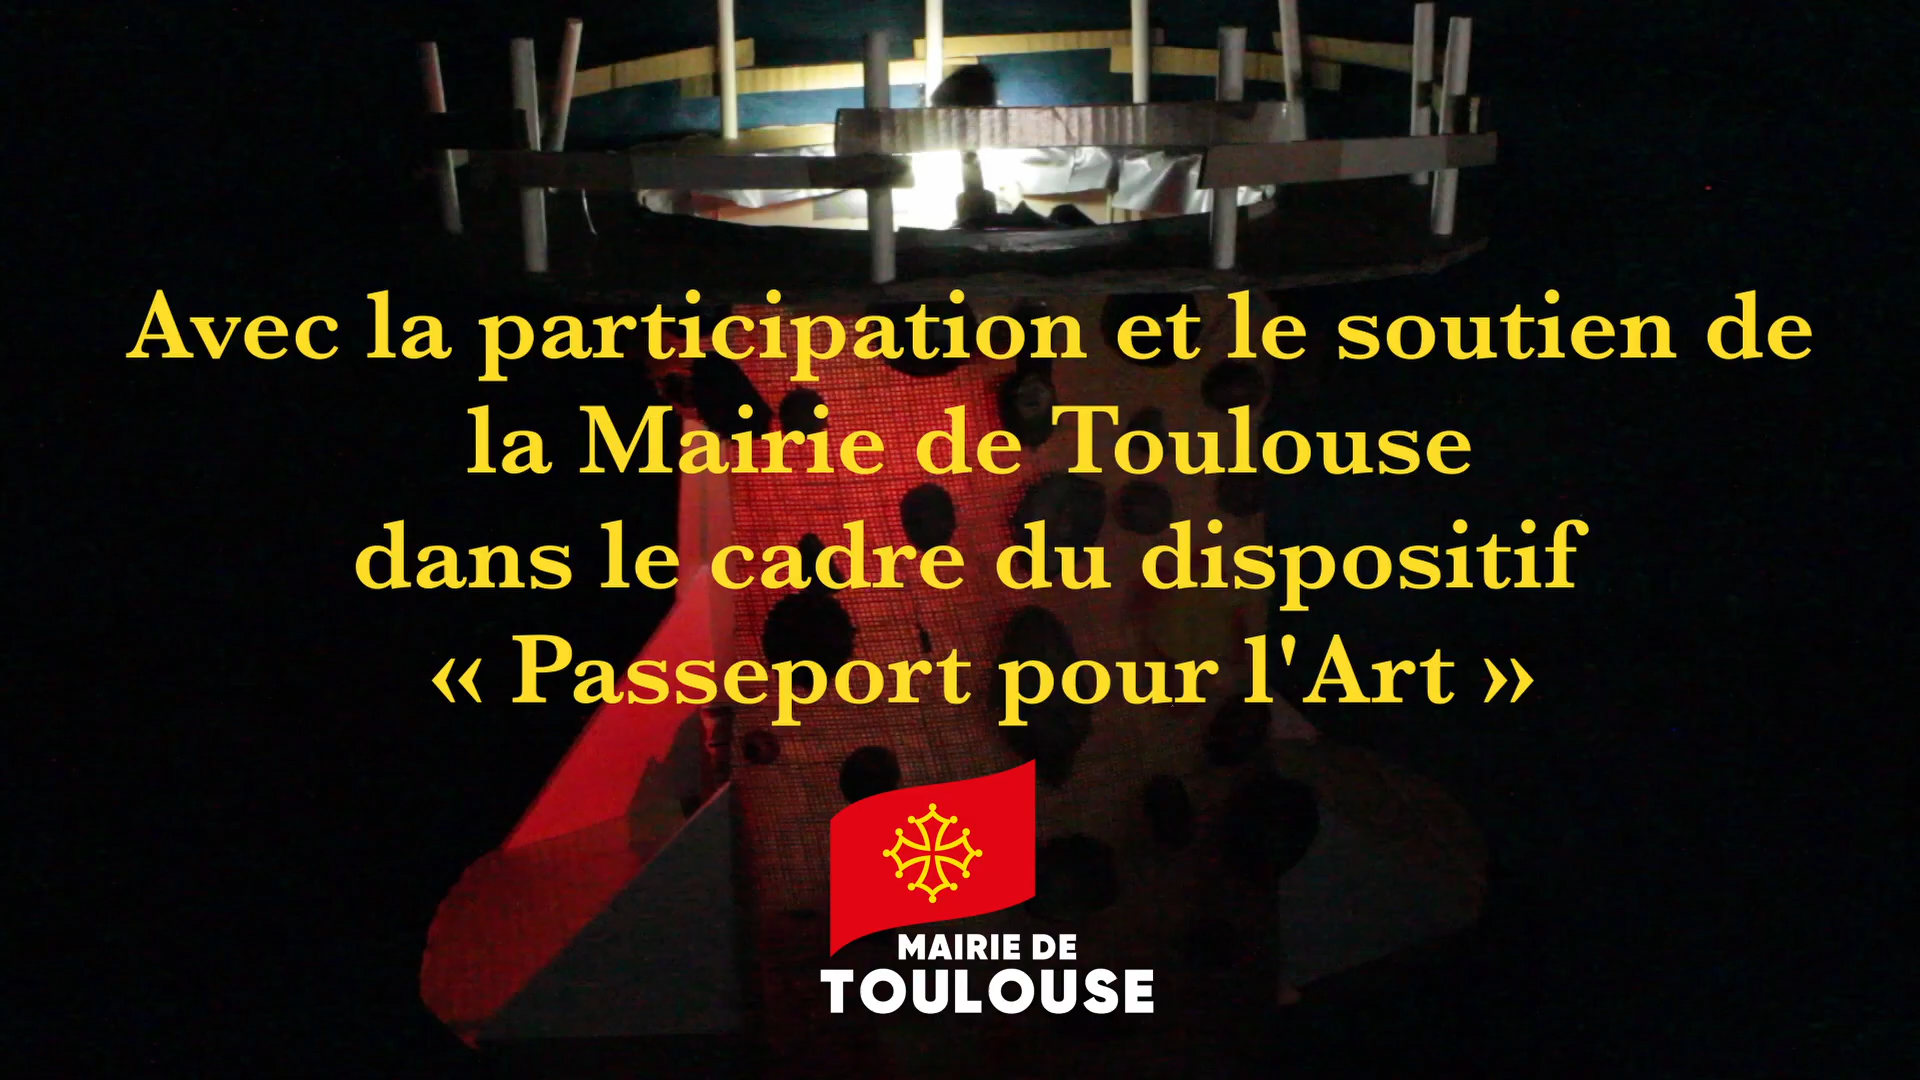 Avec la participation et le soutien de
la Mairie de Toulouse
dans le cadre du dispositif
« Passeport pour l'Art »
MAIRIE DE
TOULOUSE